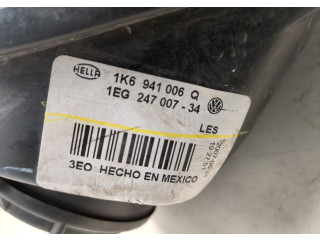 HELLA
1K6 941 006 Q
1EG 247 007-34
LES
3EO HECHO EN MEXICO